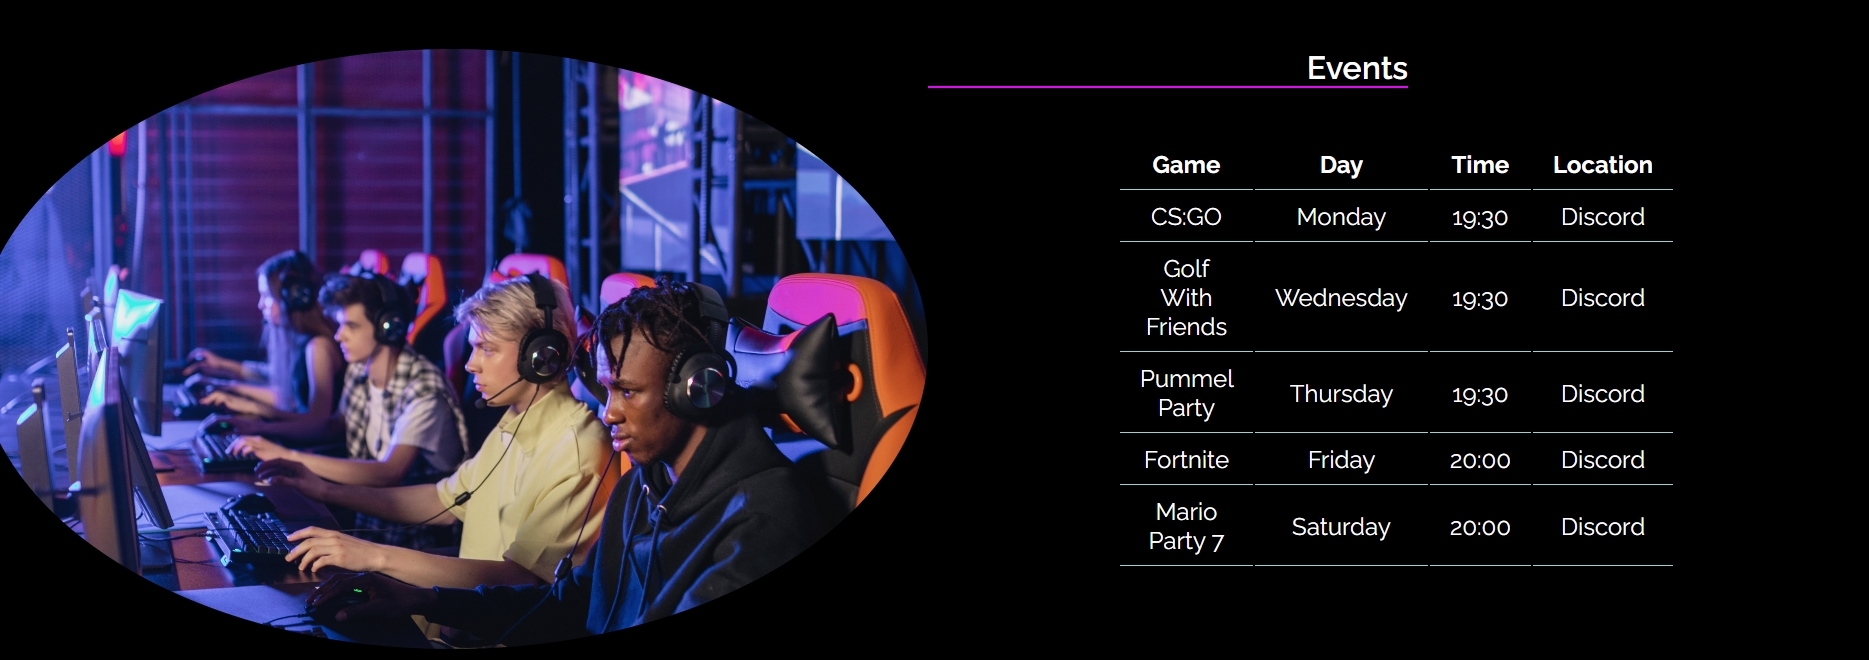 Events
Game Day Time Location
CS:GO Monday 19:30 Discord
Golf
With
Friends
Wednesday 19:30 Discord
Pummel
Party
Thursday 19:30 Discord
Fortnite Friday 20:00 Discord
Mario
Party 7
Saturday 20:00 Discord